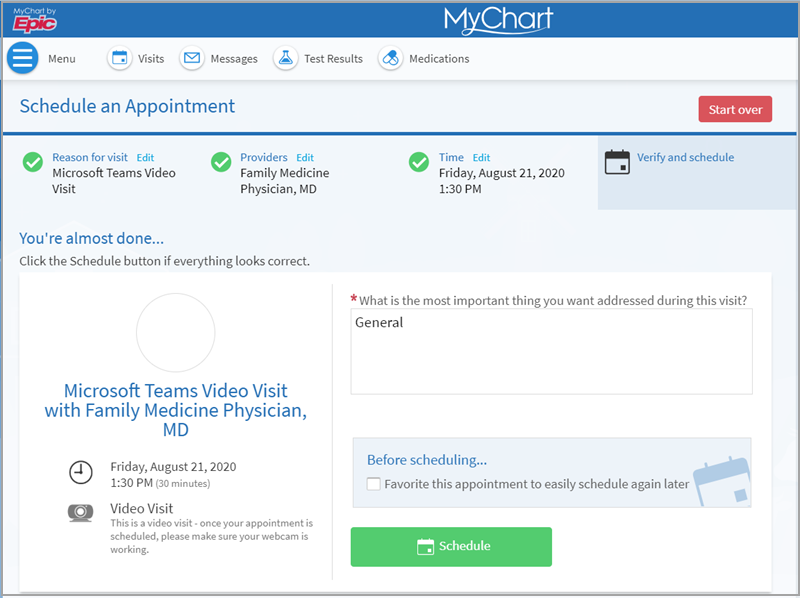 MyChart by
Epic
MyChart
Menu
Visits
Messages
Test Results
Medications
Schedule an Appointment
Start over
Reason for visit Edit
Microsoft Teams Video
Visit
Providers Edit
Family Medicine
Physician, MD
Time Edit
Friday, August 21, 2020
1:30 PM
Verify and schedule
You're almost done...
Click the Schedule button if everything looks correct.
Microsoft Teams Video Visit
with Family Medicine Physician,
MD
Friday, August 21, 2020
1:30 PM (30 minutes)
Video Visit
This is a video visit - once your appointment is
scheduled, please make sure your webcam is
working.
*What is the most important thing you want addressed during this visit?
General
Before scheduling...
Favorite this appointment to easily schedule again later
Schedule